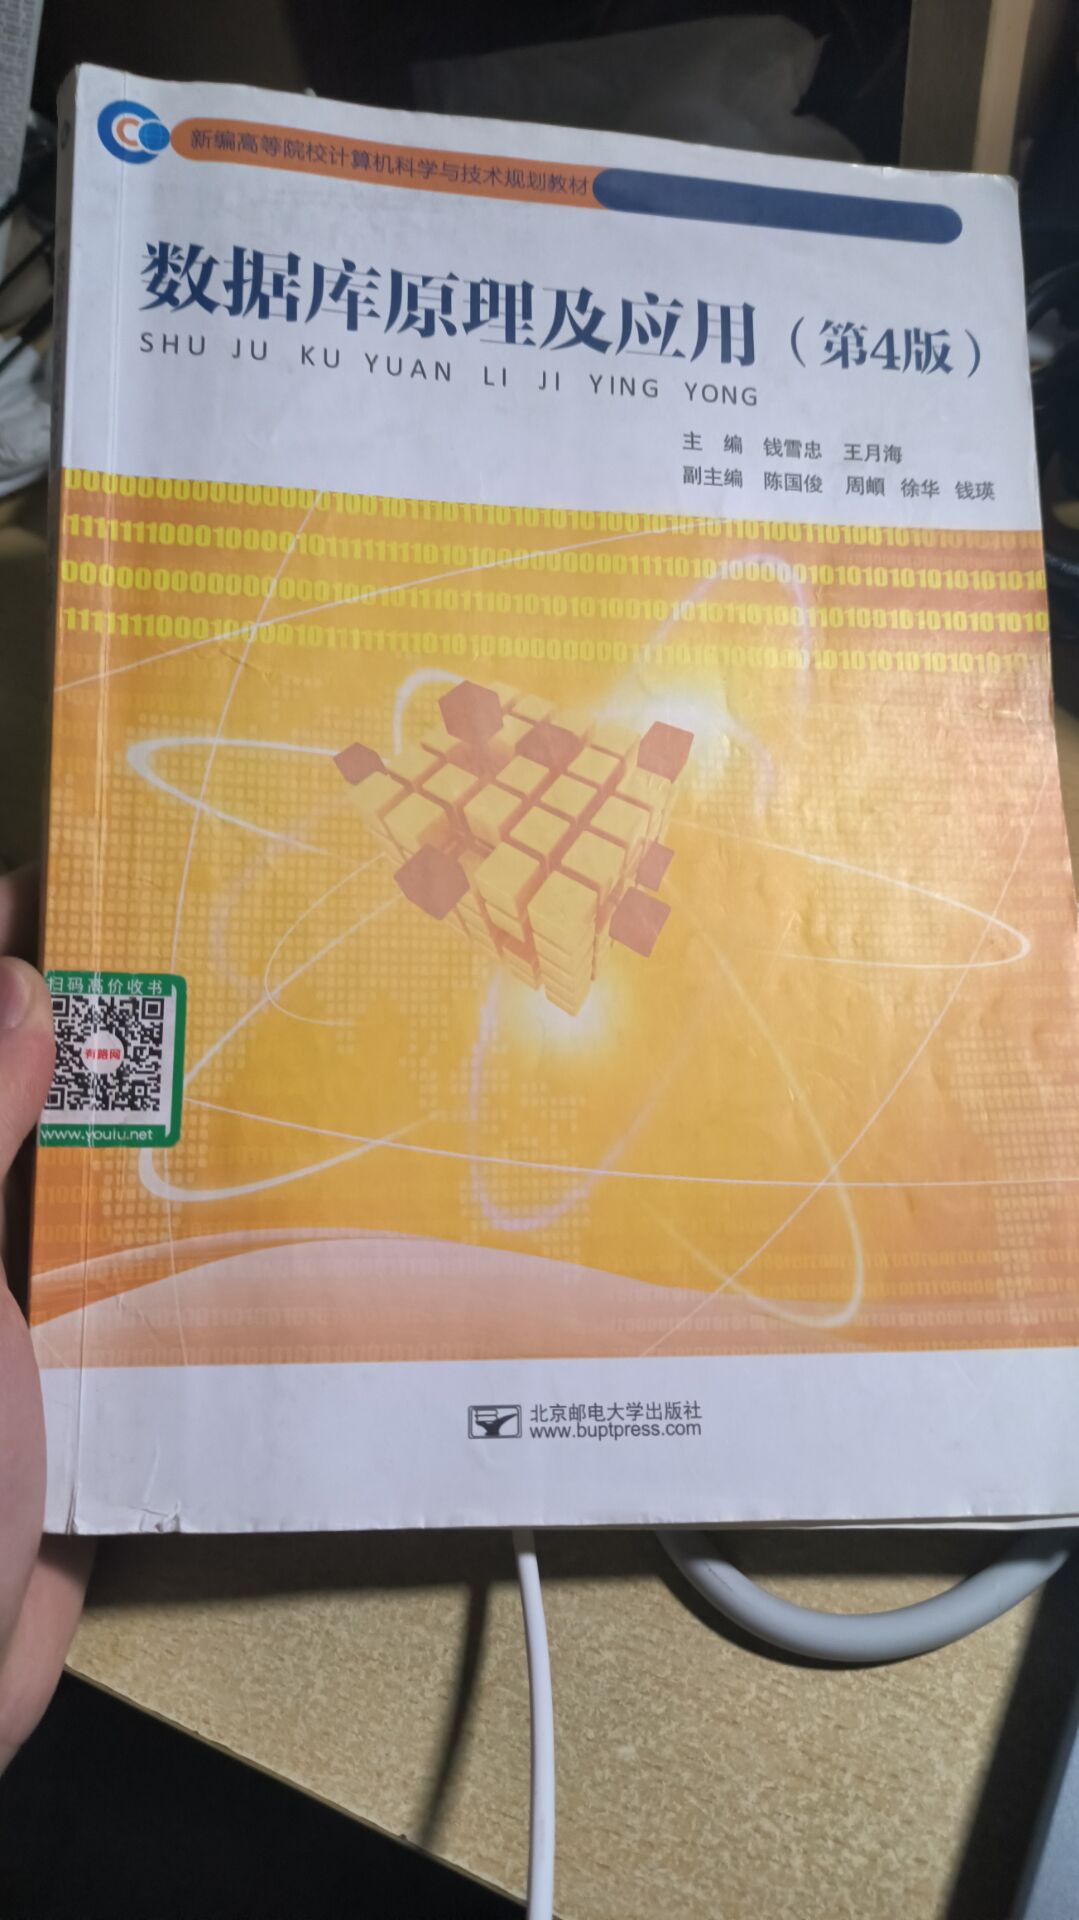 新编高等院校计算机科学与技术规划教材
数据库原理及应用（第4版）
SHU JU KU YUAN LI JI YING YONG
主 编 钱雪忠 王月海
副主编 陈国俊 周頔 徐华 钱瑛
扫码高价收书
有路网
www.youlu.net
北京邮电大学出版社
www.buptpress.com